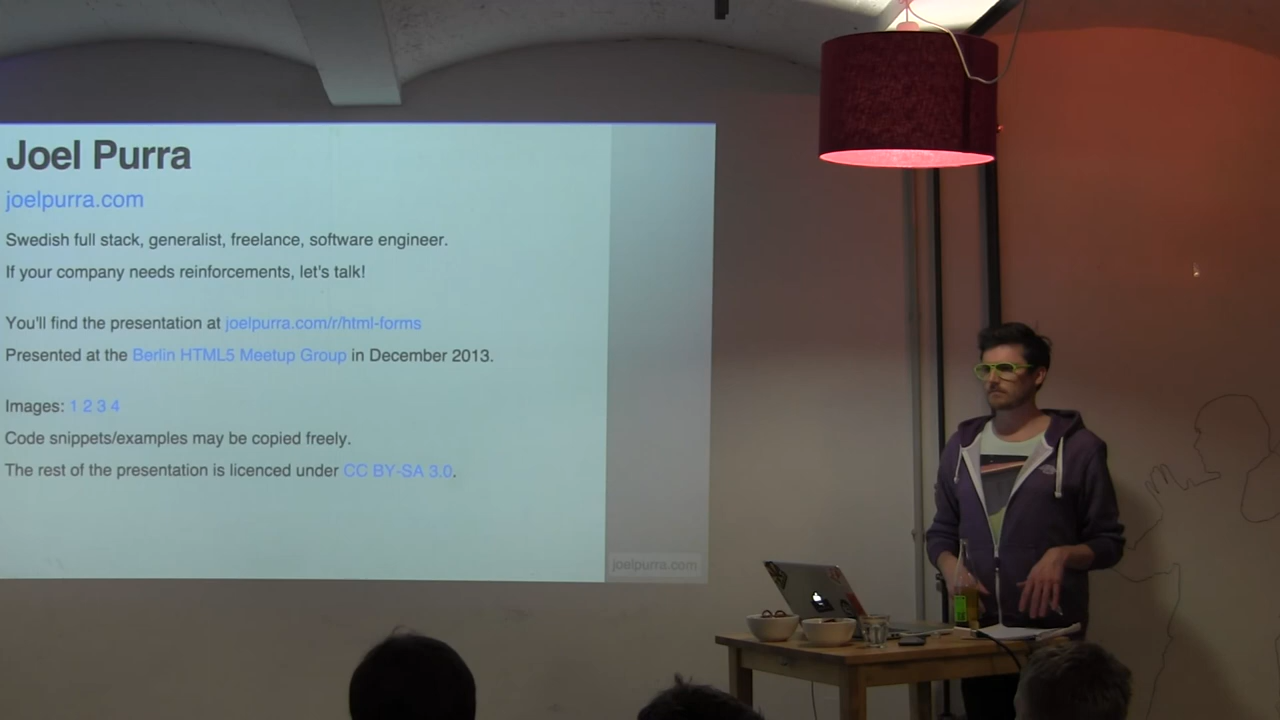 Joel Purra
joelpurra.com
Swedish full stack, generalist, freelance, software engineer.
If your company needs reinforcements, let's talk!
You'll find the presentation at joelpurra.com/r/html-forms
Presented at the Berlin HTML5 Meetup Group in December 2013.
Images: 1 2 3 4
Code snippets/examples may be copied freely.
The rest of the presentation is licenced under CC BY-SA 3.0.
joelpurra.com